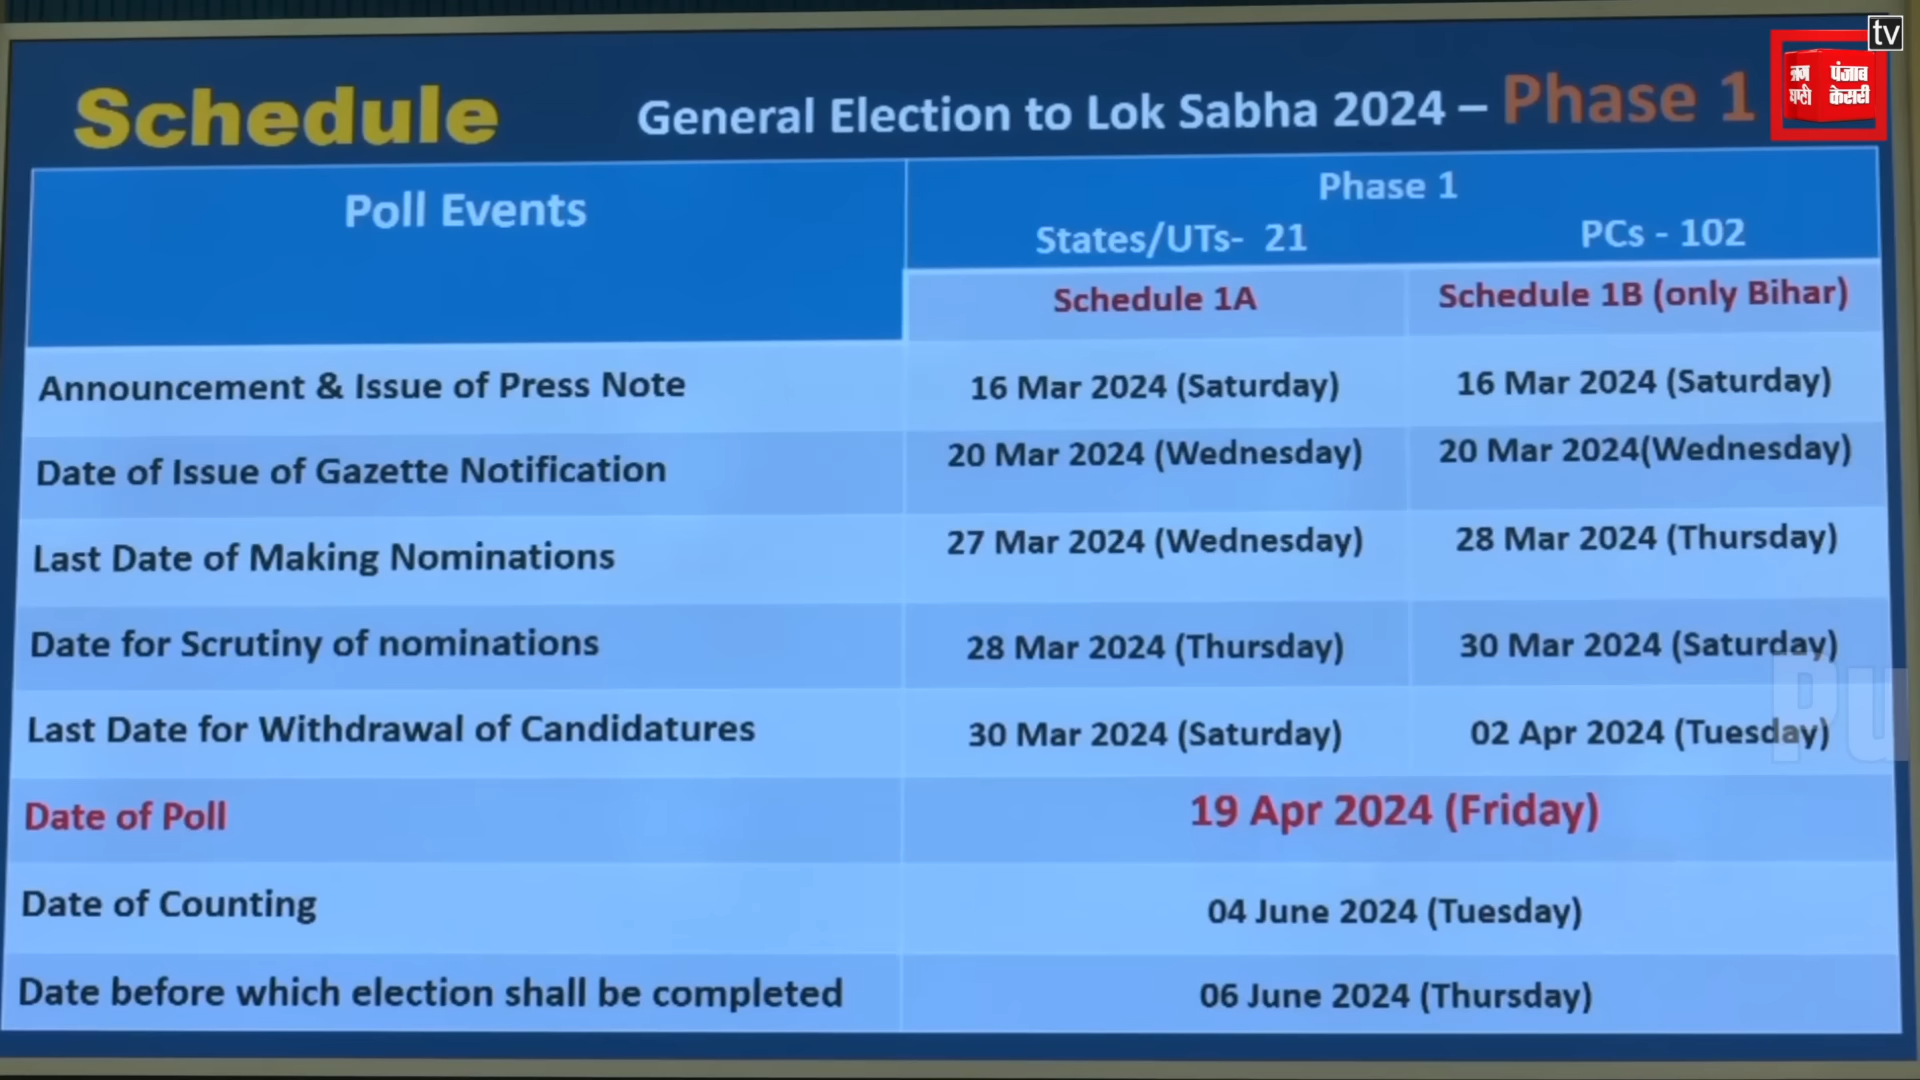 tv
जग पंजाब
बाणी केसरी
Schedule General Election to Lok Sabha 2024 – Phase 1
Poll Events
Phase 1
States/UTs- 21 PCs - 102
Schedule 1A Schedule 1B (only Bihar)
Announcement & Issue of Press Note 16 Mar 2024 (Saturday) 16 Mar 2024 (Saturday)
Date of Issue of Gazette Notification 20 Mar 2024 (Wednesday) 20 Mar 2024(Wednesday)
Last Date of Making Nominations 27 Mar 2024 (Wednesday) 28 Mar 2024 (Thursday)
Date for Scrutiny of nominations 28 Mar 2024 (Thursday) 30 Mar 2024 (Saturday)
Last Date for Withdrawal of Candidatures 30 Mar 2024 (Saturday) 02 Apr 2024 (Tuesday)
Pu
Date of Poll 19 Apr 2024 (Friday)
Date of Counting 04 June 2024 (Tuesday)
Date before which election shall be completed 06 June 2024 (Thursday)